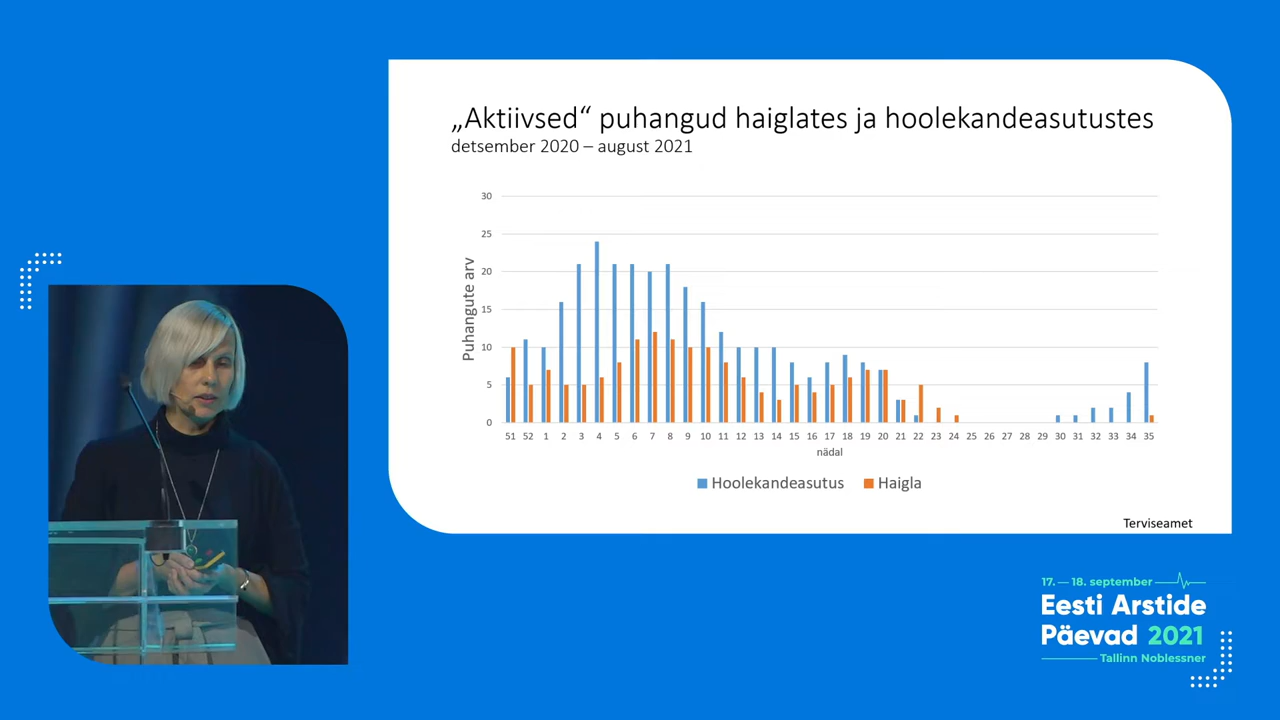 „Aktiivsed“ puhangud haiglates ja hoolekandeasutustes
detsember 2020 – august 2021
Puhangute arv
30
25
20
15
10
5
0
51 52 1 2 3 4 5 6 7 8 9 10 11 12 13 14 15 16 17 18 19 20 21 22 23 24 25 26 27 28 29 30 31 32 33 34 35
nädal
Hoolekandeasutus Haigla
Terviseamet
17. — 18. september
Eesti Arstide
Päevad 2021
Tallinn Noblessner